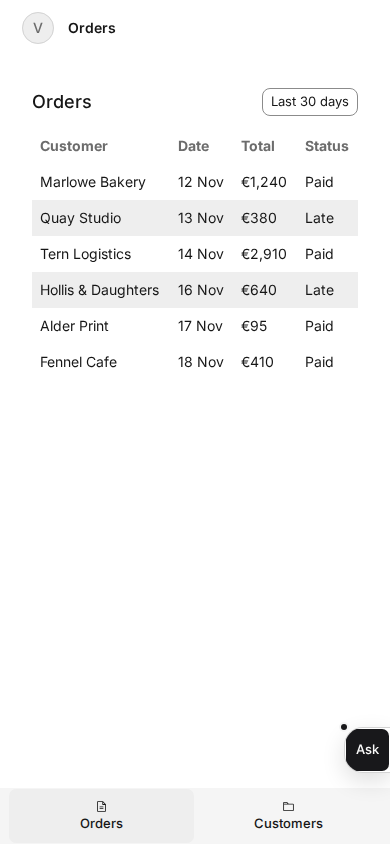 V Orders
Orders Last 30 days
Customer Date Total Status
Marlowe Bakery 12 Nov €1,240 Paid
Quay Studio 13 Nov €380 Late
Tern Logistics 14 Nov €2,910 Paid
Hollis & Daughters 16 Nov €640 Late
Alder Print 17 Nov €95 Paid
Fennel Cafe 18 Nov €410 Paid
Ask
Orders Customers